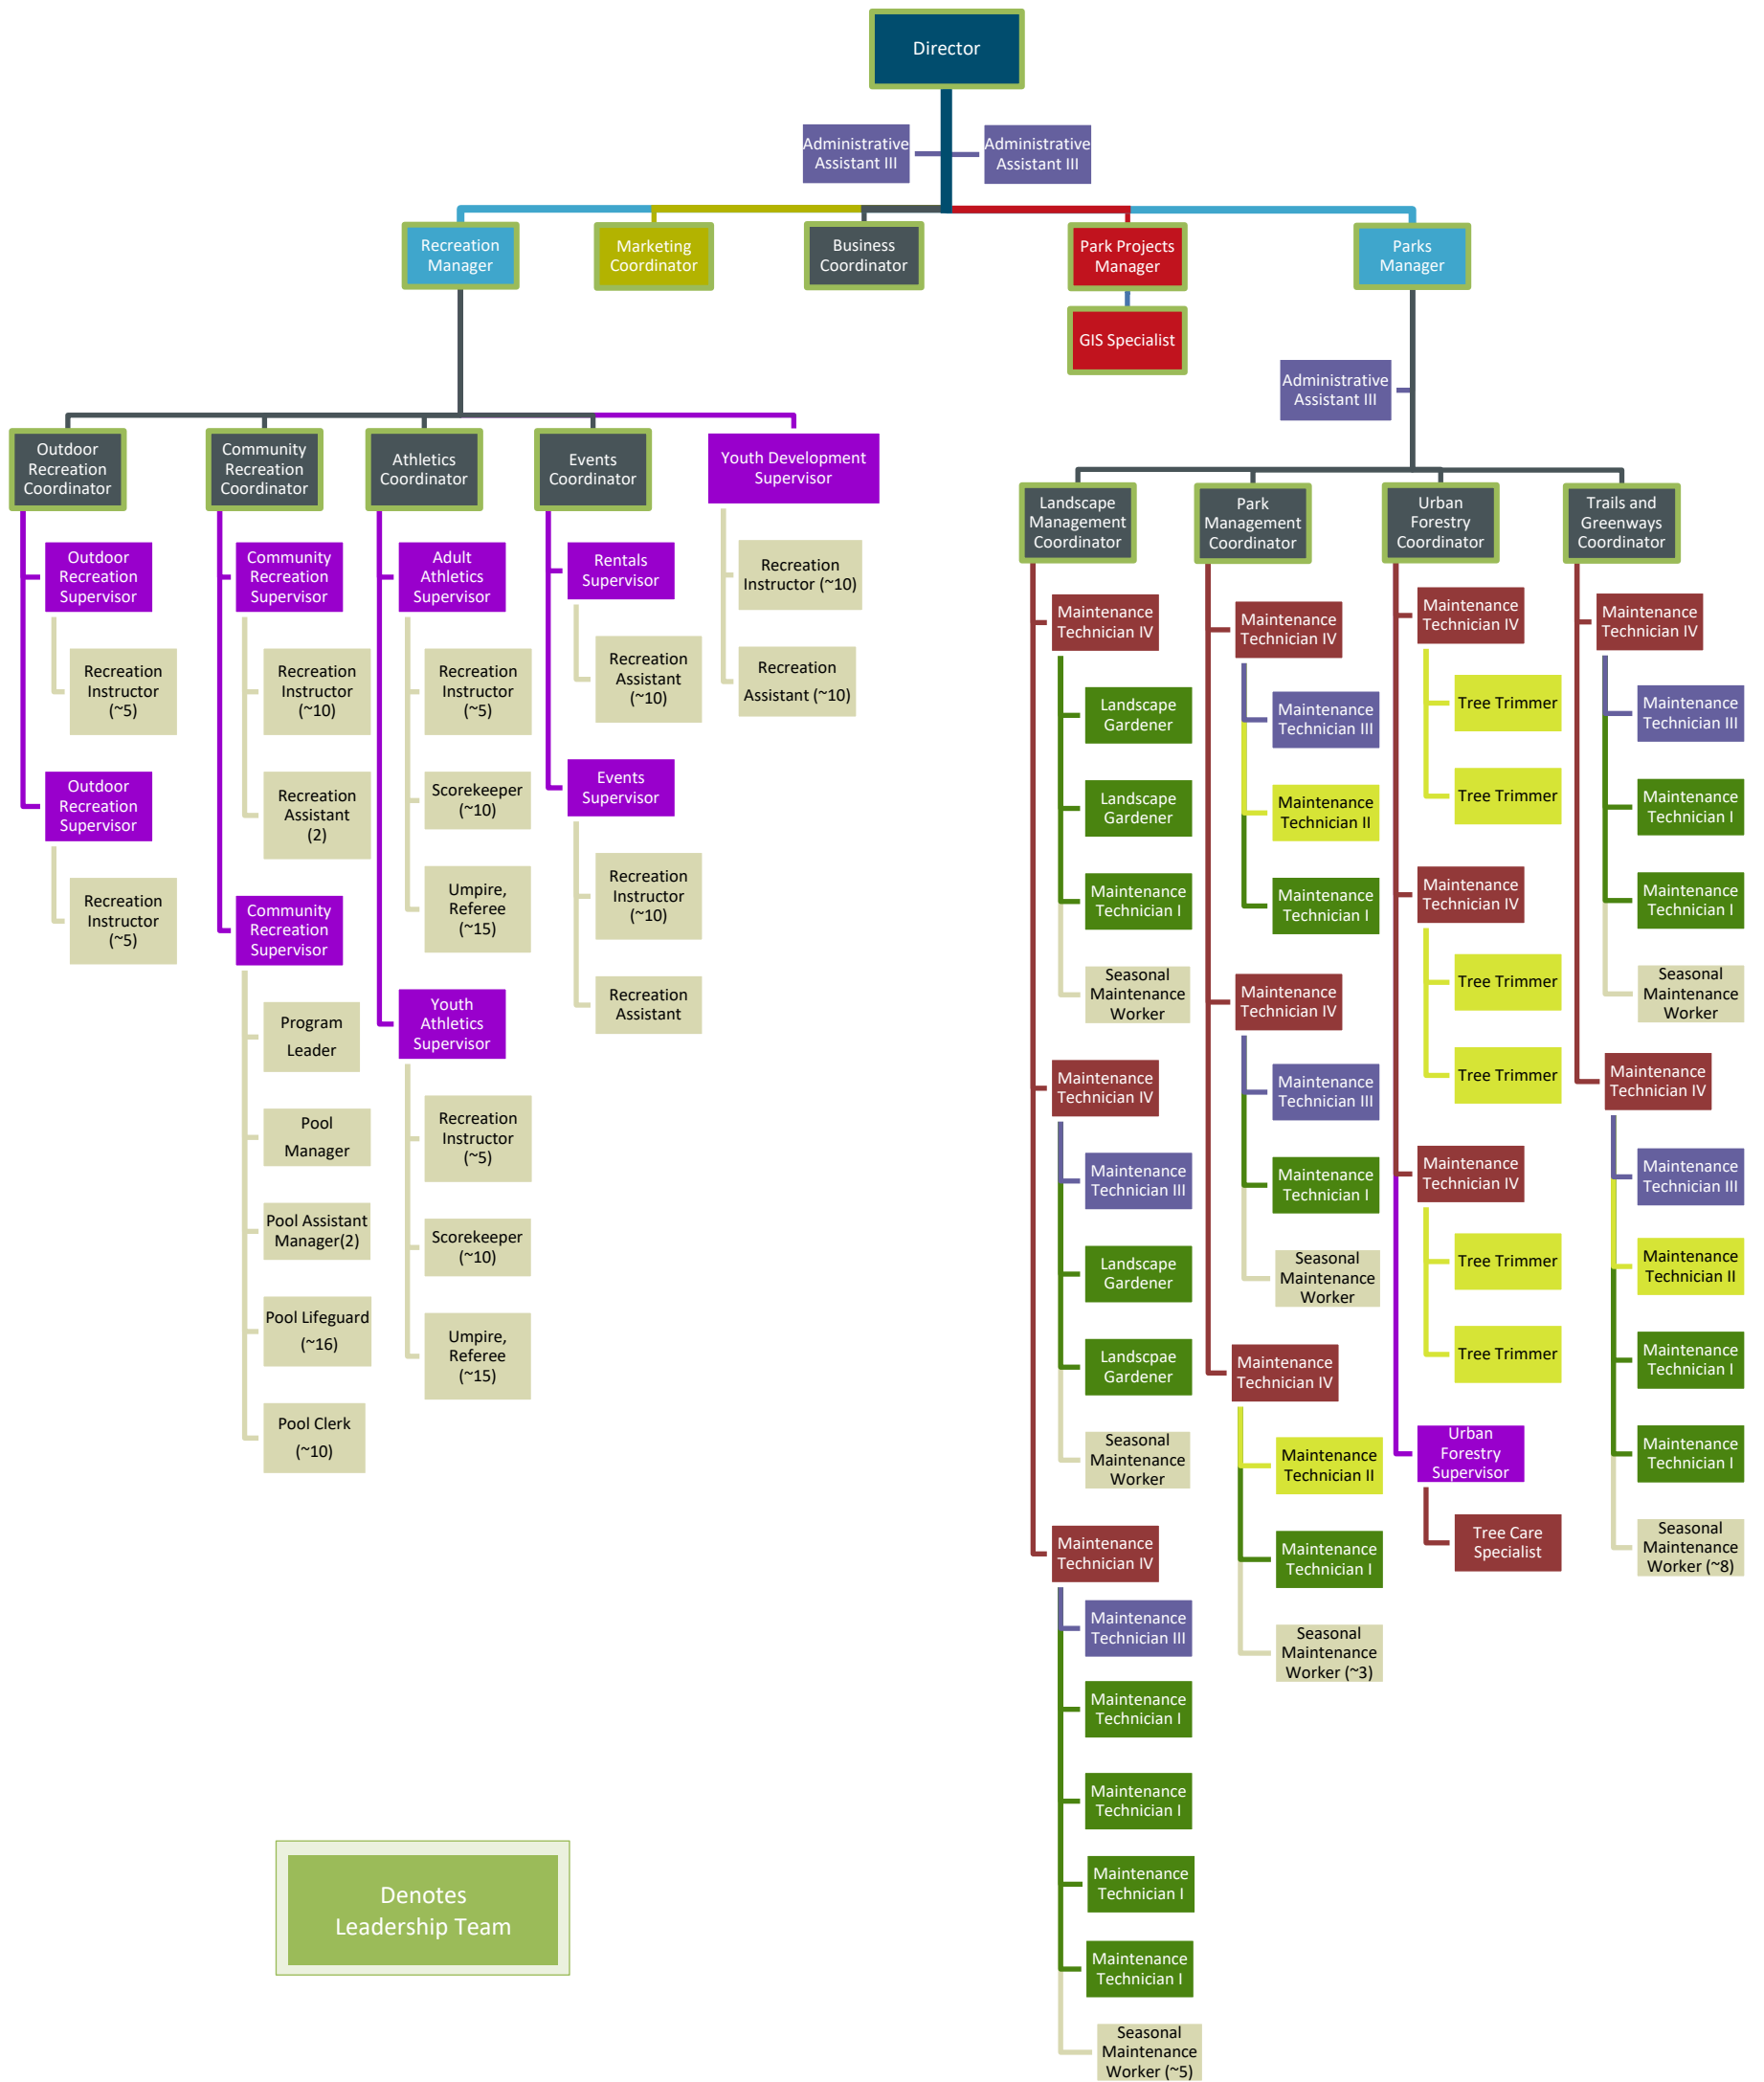 Director
Administrative
Assistant III
Administrative
Assistant III
Recreation
Manager
Marketing
Coordinator
Business
Coordinator
Park Projects
Manager
Parks
Manager
GIS Specialist
Administrative
Assistant III
Outdoor
Recreation
Coordinator
Community
Recreation
Coordinator
Athletics
Coordinator
Events
Coordinator
Youth Development
Supervisor
Outdoor
Recreation
Supervisor
Recreation
Instructor
(~5)
Outdoor
Recreation
Supervisor
Recreation
Instructor
(~5)
Community
Recreation
Supervisor
Recreation
Instructor
(~10)
Recreation
Assistant
(2)
Community
Recreation
Supervisor
Program
Leader
Pool
Manager
Pool Assistant
Manager(2)
Pool Lifeguard
(~16)
Pool Clerk
(~10)
Adult
Athletics
Supervisor
Recreation
Instructor
(~5)
Scorekeeper
(~10)
Umpire,
Referee
(~15)
Youth
Athletics
Supervisor
Recreation
Instructor
(~5)
Scorekeeper
(~10)
Umpire,
Referee
(~15)
Rentals
Supervisor
Recreation
Assistant
(~10)
Events
Supervisor
Recreation
Instructor
(~10)
Recreation
Assistant
Recreation
Instructor (~10)
Recreation
Assistant (~10)
Landscape
Management
Coordinator
Park
Management
Coordinator
Urban
Forestry
Coordinator
Trails and
Greenways
Coordinator
Maintenance
Technician IV
Landscape
Gardener
Landscape
Gardener
Maintenance
Technician I
Seasonal
Maintenance
Worker
Maintenance
Technician IV
Maintenance
Technician III
Landscape
Gardener
Landscpae
Gardener
Seasonal
Maintenance
Worker
Maintenance
Technician IV
Maintenance
Technician III
Maintenance
Technician I
Maintenance
Technician I
Maintenance
Technician I
Maintenance
Technician I
Seasonal
Maintenance
Worker (~5)
Maintenance
Technician IV
Maintenance
Technician III
Maintenance
Technician II
Maintenance
Technician I
Maintenance
Technician IV
Maintenance
Technician III
Maintenance
Technician I
Seasonal
Maintenance
Worker
Maintenance
Technician IV
Maintenance
Technician II
Maintenance
Technician I
Seasonal
Maintenance
Worker (~3)
Maintenance
Technician IV
Tree Trimmer
Tree Trimmer
Maintenance
Technician IV
Tree Trimmer
Tree Trimmer
Maintenance
Technician IV
Tree Trimmer
Tree Trimmer
Urban
Forestry
Supervisor
Tree Care
Specialist
Maintenance
Technician IV
Maintenance
Technician III
Maintenance
Technician I
Maintenance
Technician I
Seasonal
Maintenance
Worker
Maintenance
Technician IV
Maintenance
Technician III
Maintenance
Technician II
Maintenance
Technician I
Maintenance
Technician I
Seasonal
Maintenance
Worker (~8)
Denotes
Leadership Team